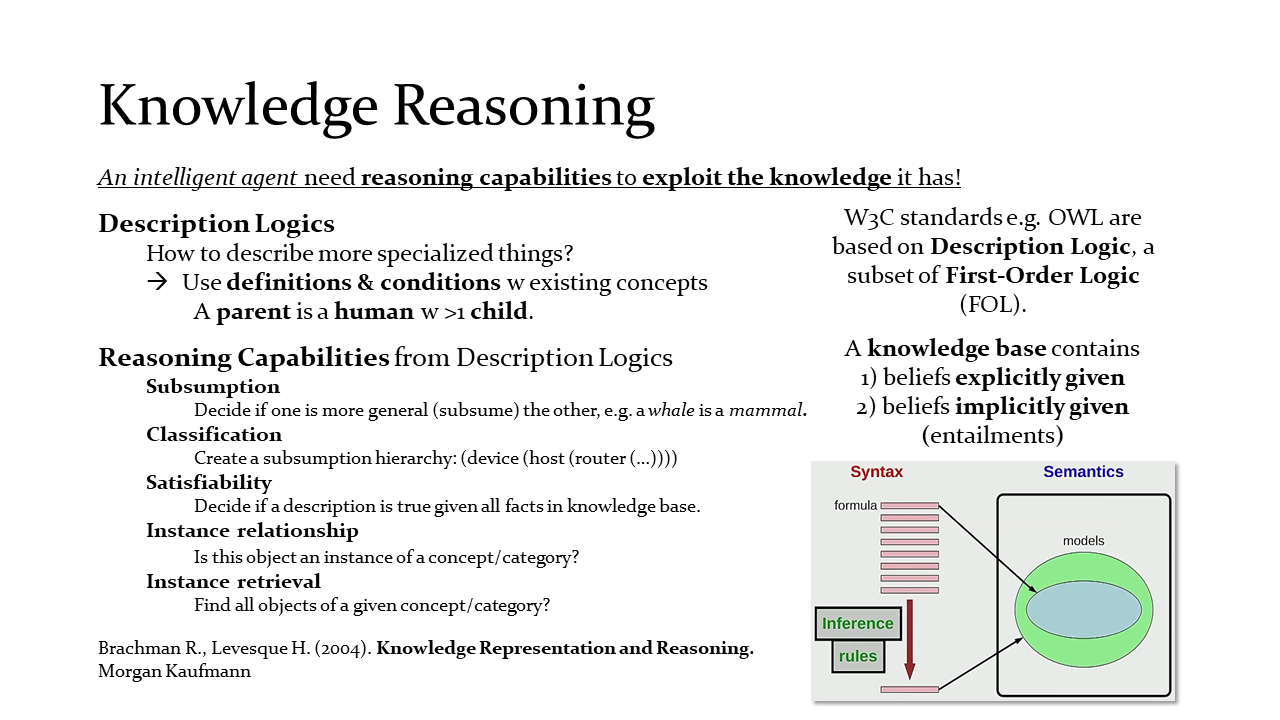 Knowledge Reasoning
An intelligent agent need reasoning capabilities to exploit the knowledge it has!
Description Logics
How to describe more specialized things?
→ Use definitions & conditions w existing concepts
A parent is a human w >1 child.
Reasoning Capabilities from Description Logics
Subsumption
Decide if one is more general (subsume) the other, e.g. a whale is a mammal.
Classification
Create a subsumption hierarchy: (device (host (router (...))))
Satisfiability
Decide if a description is true given all facts in knowledge base.
Instance relationship
Is this object an instance of a concept/category?
Instance retrieval
Find all objects of a given concept/category?
Brachman R., Levesque H. (2004). Knowledge Representation and Reasoning.
Morgan Kaufmann
W3C standards e.g. OWL are
based on Description Logic, a
subset of First-Order Logic
(FOL).
A knowledge base contains
1) beliefs explicitly given
2) beliefs implicitly given
(entailments)
Syntax
Semantics
formula
models
Inference
rules